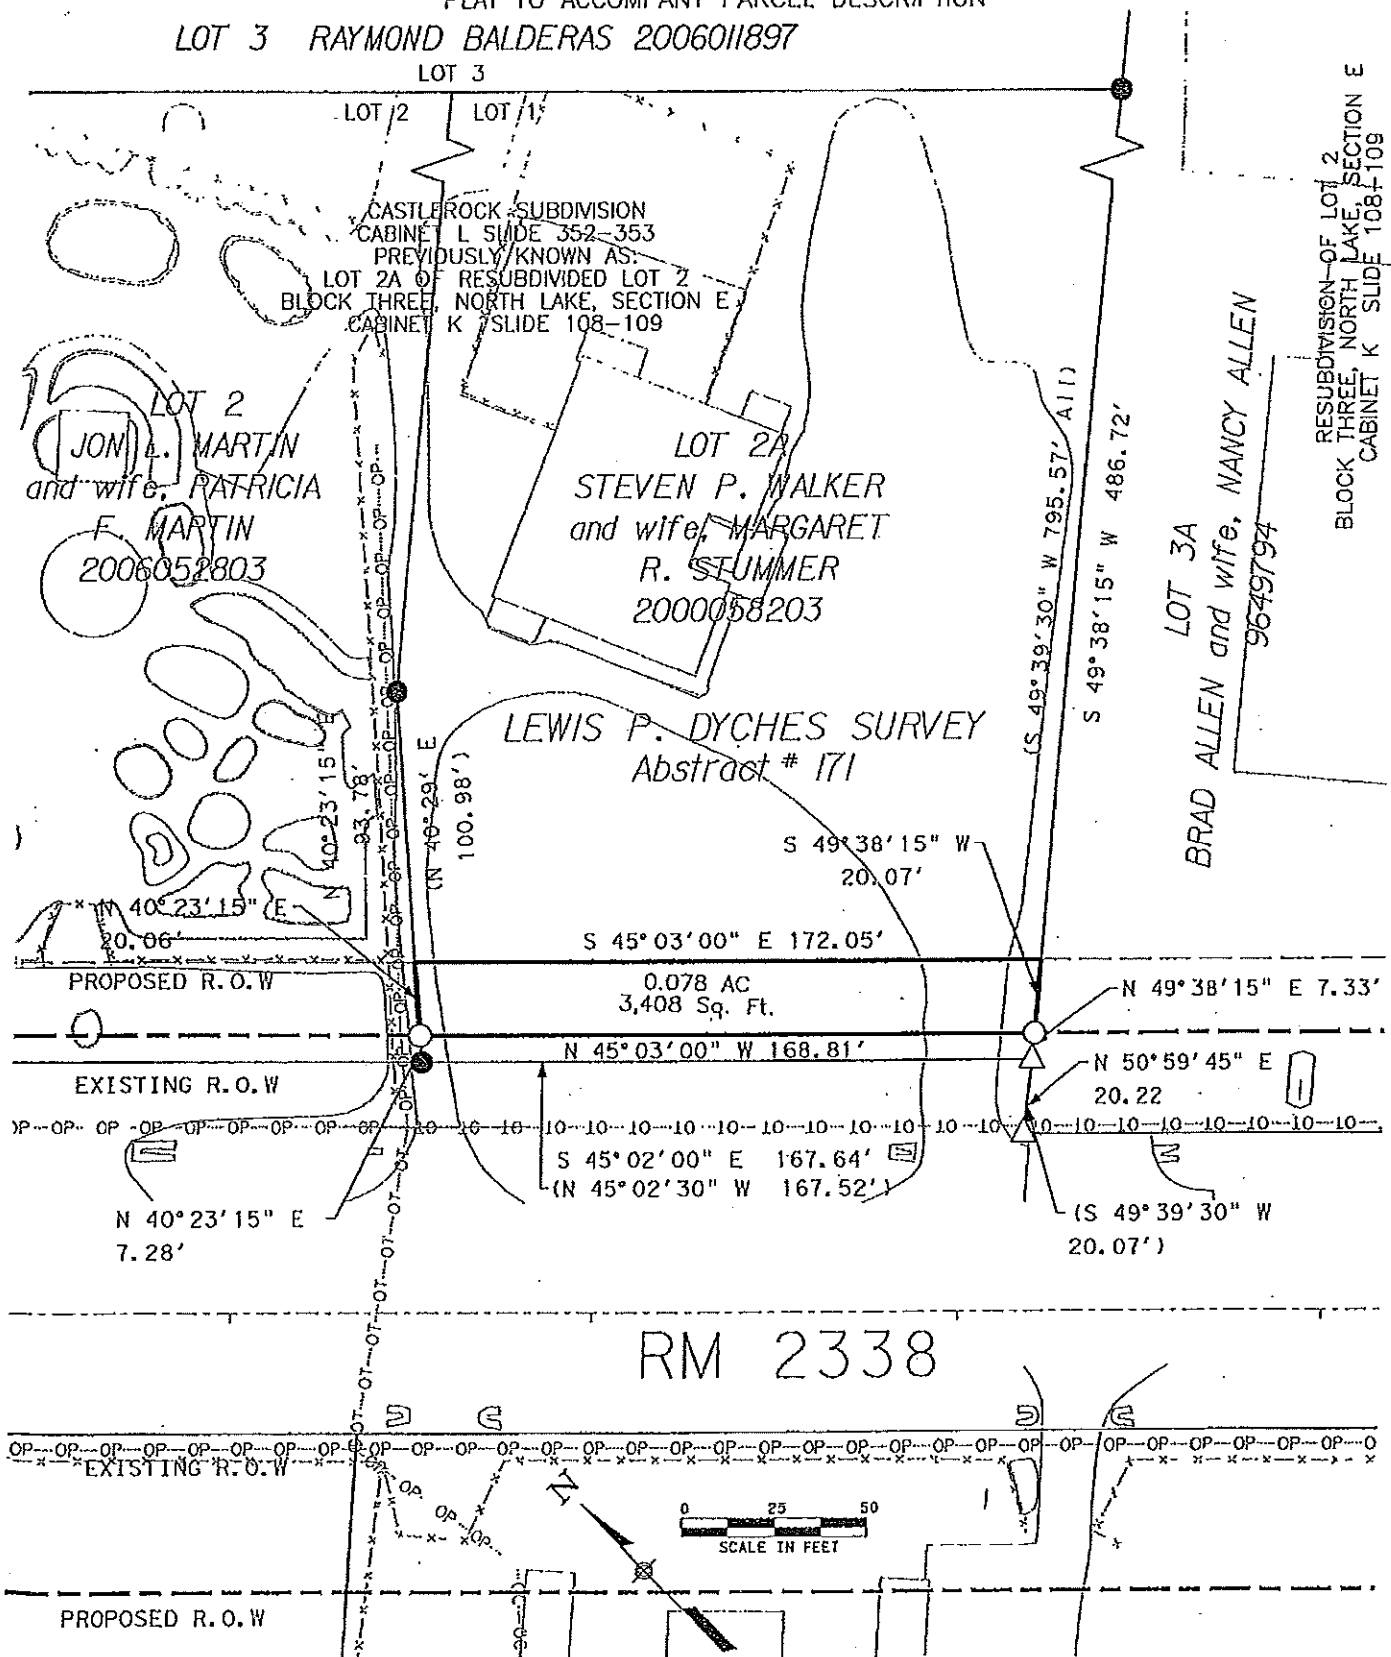 PLAT TO ACCOMPANY PARCEL DESCRIPTION
LOT 3 RAYMOND BALDERAS 2006011897
LOT 3
LOT 2
LOT 1
CASTLEROCK SUBDIVISION
CABINET L SLIDE 352-353
PREVIOUSLY KNOWN AS:
LOT 2A OF RESUBDIVIDED LOT 2
BLOCK THREE, NORTH LAKE, SECTION E
CABINET K SLIDE 108-109
RESUBDIVISION OF LOT 2
BLOCK THREE, NORTH LAKE, SECTION E
CABINET K SLIDE 108-109
LOT 2
JON L. MARTIN
and wife, PATRICIA
F. MARTIN
2006052803
LOT 2A
STEVEN P. WALKER
and wife, MARGARET
R. STUMMER
2000058203
(S 49°39'30" W 795.57' All)
S 49°38'15" W 486.72'
LOT 3A
BRAD ALLEN and wife, NANCY ALLEN
9649794
LEWIS P. DYCHES SURVEY
Abstract # 171
N 40°23'15" E
93.78'
(N 40°29' E
100.98')
S 49°38'15" W
20.07'
N 40°23'15" E
20.06'
S 45°03'00" E 172.05'
PROPOSED R.O.W
0.078 AC
3,408 Sq. Ft.
N 49°38'15" E 7.33'
N 45°03'00" W 168.81'
EXISTING R.O.W
N 50°59'45" E
20.22
S 45°02'00" E 167.64'
(N 45°02'30" W 167.52')
N 40°23'15" E
7.28'
(S 49°39'30" W
20.07')
RM 2338
EXISTING R.O.W
N
0 25 50
SCALE IN FEET
PROPOSED R.O.W